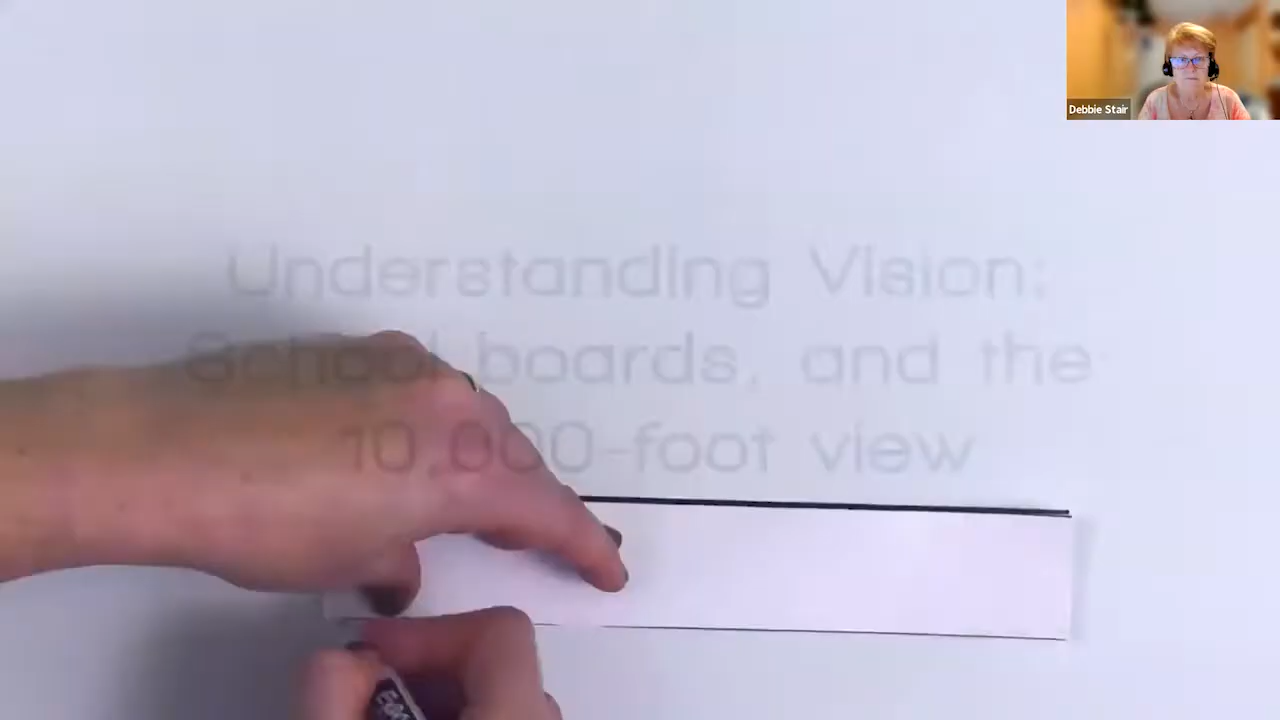 Debbie Stair
Understanding Vision:
School boards, and the
10,000-foot view